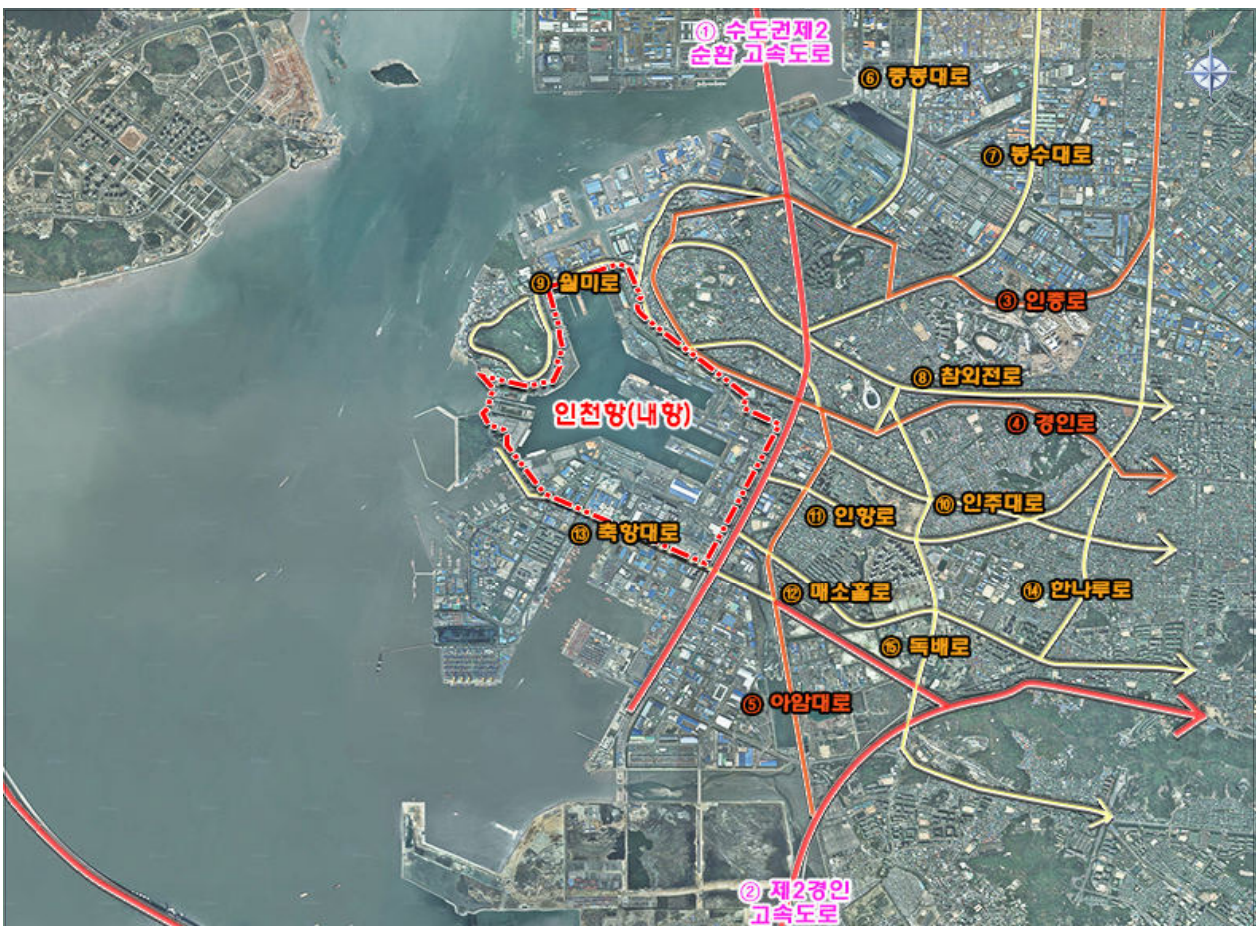 ① 수도권제2
순환 고속도로
⑥ 중봉대로
⑦ 봉수대로
⑨ 월미로
③ 인중로
⑧ 참외전로
인천항(내항)
④ 경인로
⑩ 인주대로
⑪ 인항로
⑬ 축항대로
⑫ 매소홀로
⑭ 한나루로
⑮ 독배로
⑤ 아암대로
② 제2경인
고속도로